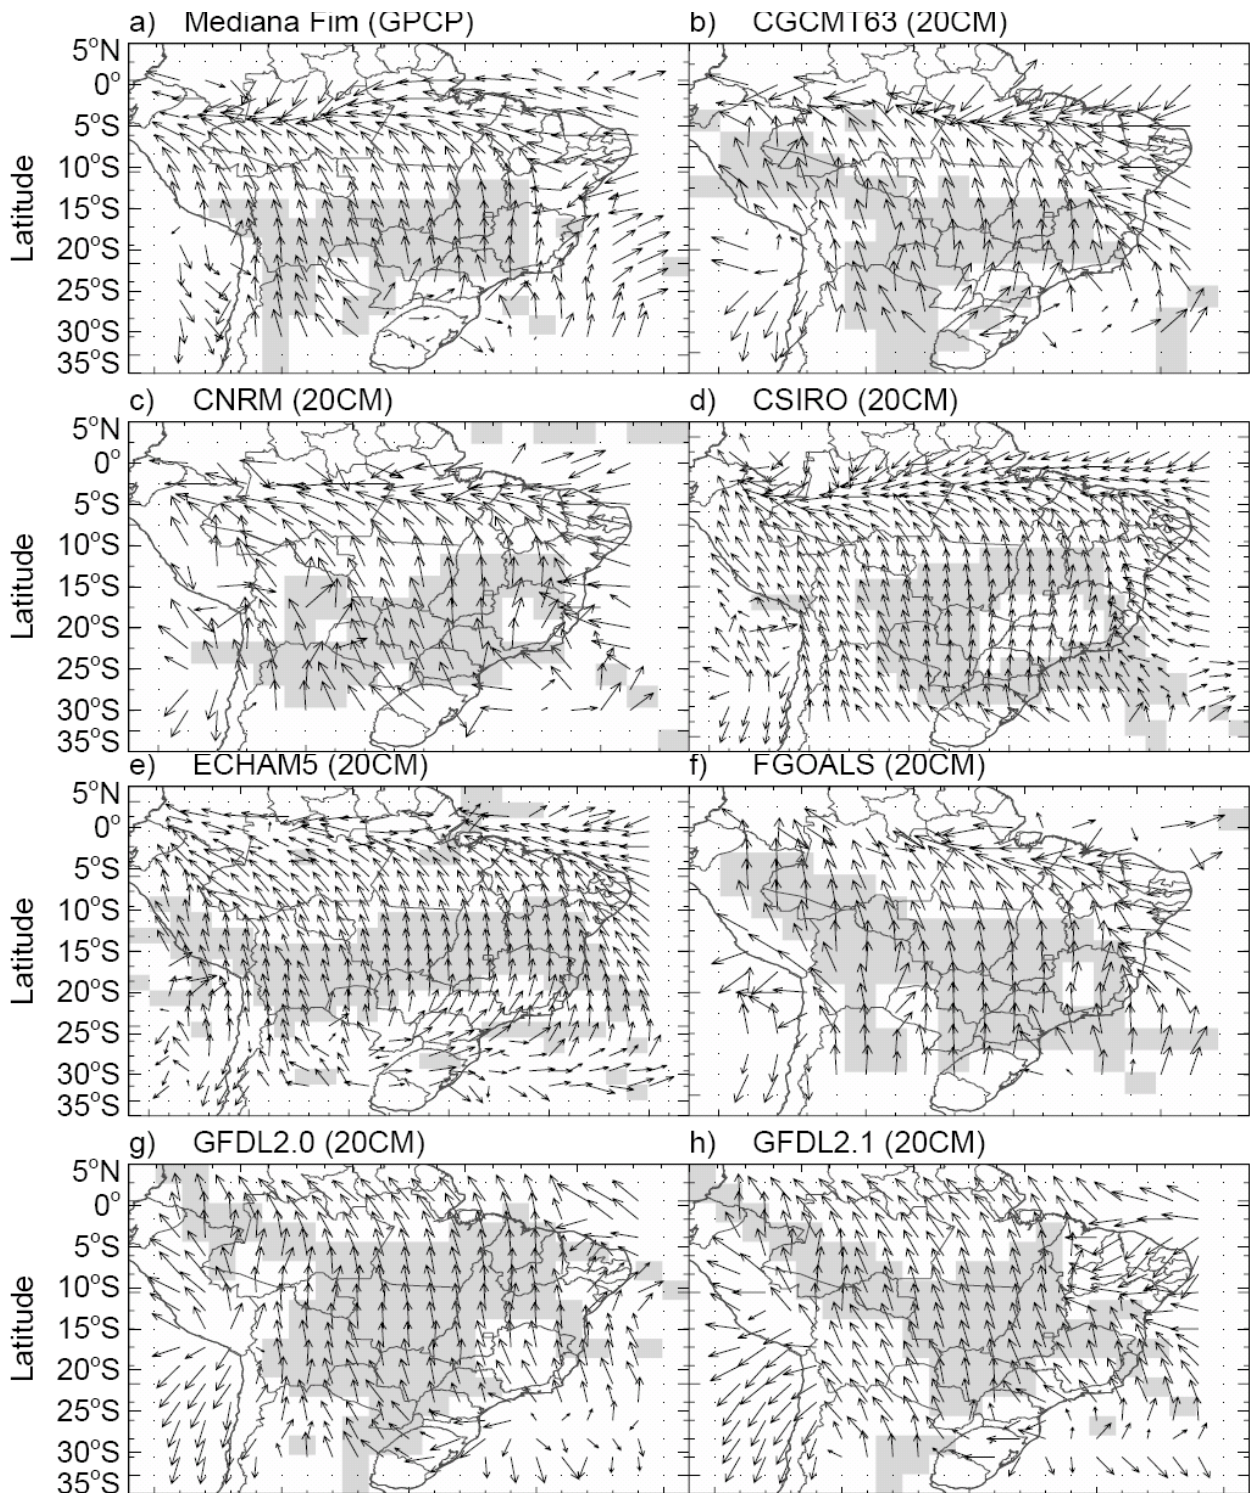 a) Mediana Fim (GPCP)
b) CGCMT63 (20CM)
5°N
0°
5°S
10°S
15°S
20°S
25°S
30°S
35°S
Latitude
c) CNRM (20CM)
d) CSIRO (20CM)
5°N
0°
5°S
10°S
15°S
20°S
25°S
30°S
35°S
Latitude
e) ECHAM5 (20CM)
f) FGOALS (20CM)
5°N
0°
5°S
10°S
15°S
20°S
25°S
30°S
35°S
Latitude
g) GFDL2.0 (20CM)
h) GFDL2.1 (20CM)
5°N
0°
5°S
10°S
15°S
20°S
25°S
30°S
35°S
Latitude